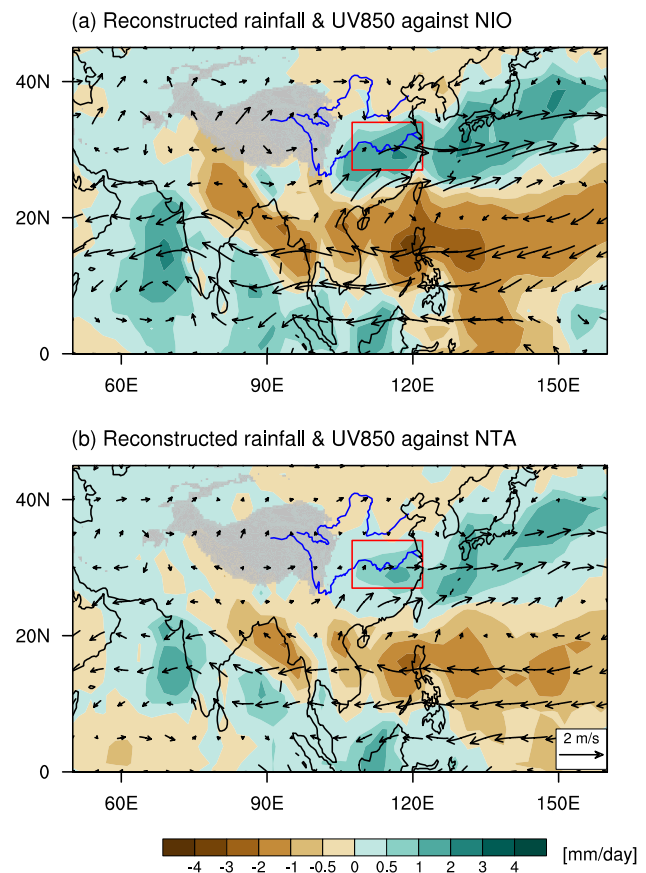 (a) Reconstructed rainfall & UV850 against NIO
40N
20N
0
60E 90E 120E 150E
(b) Reconstructed rainfall & UV850 against NTA
40N
20N
0
2 m/s
60E 90E 120E 150E
-4 -3 -2 -1 -0.5 0 0.5 1 2 3 4 [mm/day]